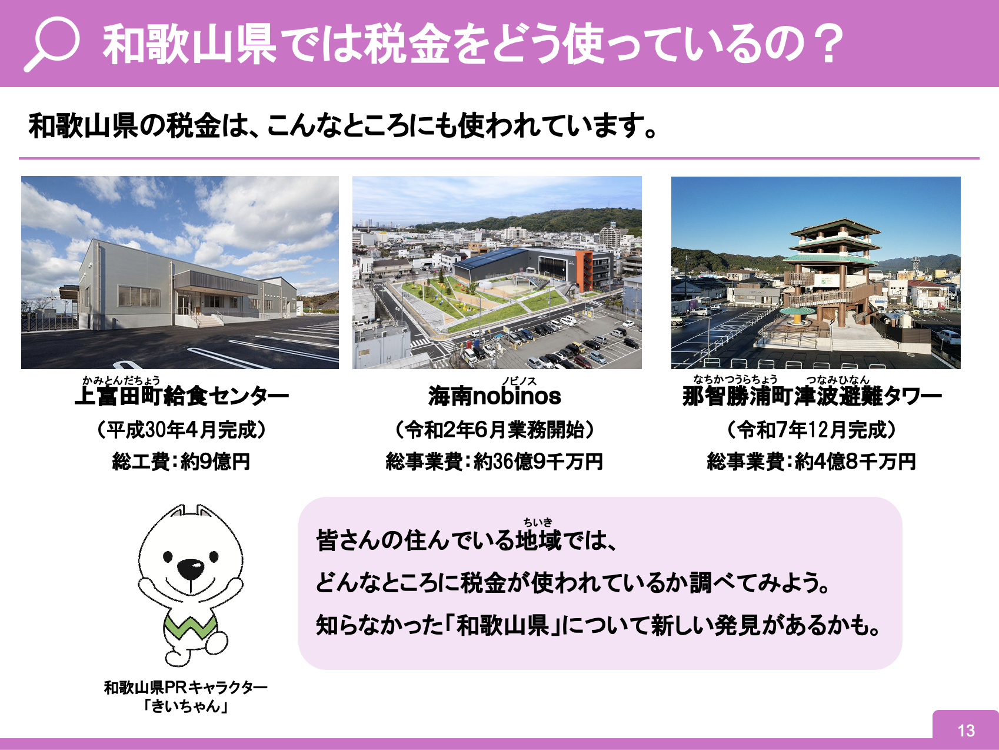 和歌山県では税金をどう使っているの？
和歌山県の税金は、こんなところにも使われています。
かみとんだちょう
上富田町給食センター
（平成30年4月完成）
総工費：約9億円
ノビノス
海南nobinos
（令和2年6月業務開始）
総事業費：約36億9千万円
なちかつうらちょう　つなみひなん
那智勝浦町津波避難タワー
（令和7年12月完成）
総事業費：約4億8千万円
ちいき
皆さんの住んでいる地域では、
どんなところに税金が使われているか調べてみよう。
知らなかった「和歌山県」について新しい発見があるかも。
和歌山県PRキャラクター
「きいちゃん」
13